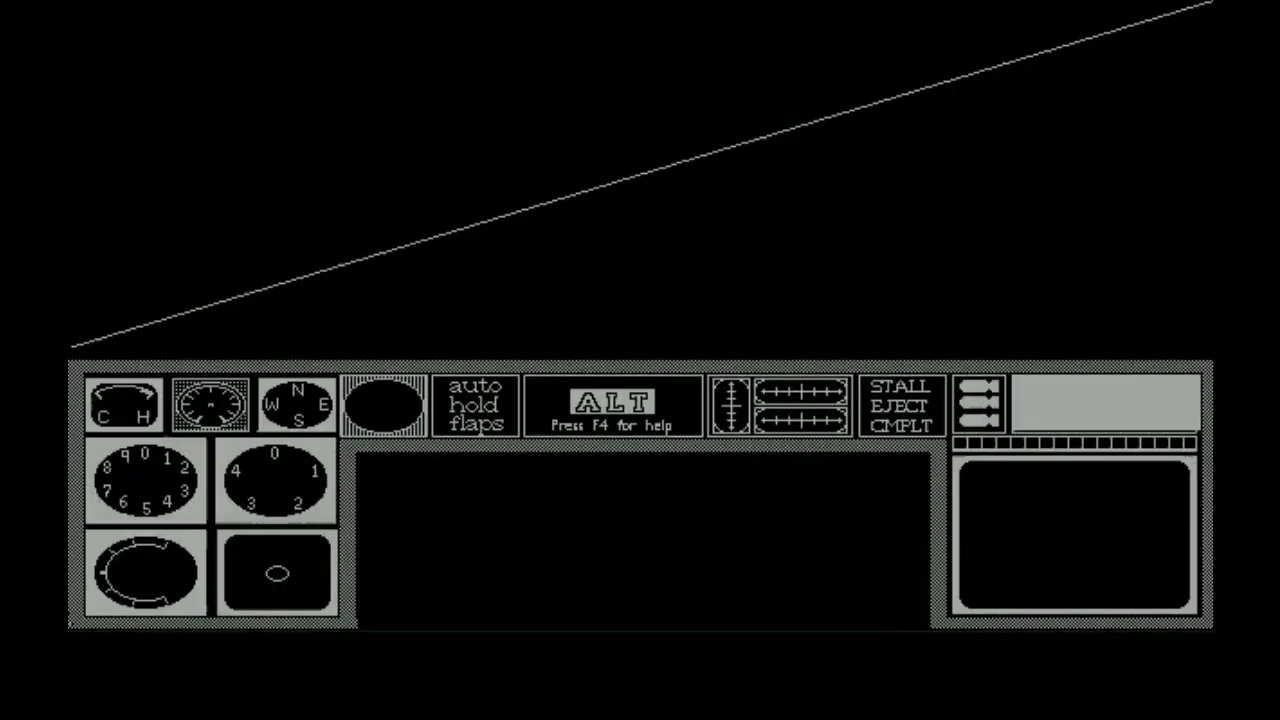 C H
N
W E
S
auto
hold
flaps
ALT
Press F4 for help
STALL
EJECT
CMPLT
9 0 1
8 2
7 3
6 5 4
0
4 1
3 2